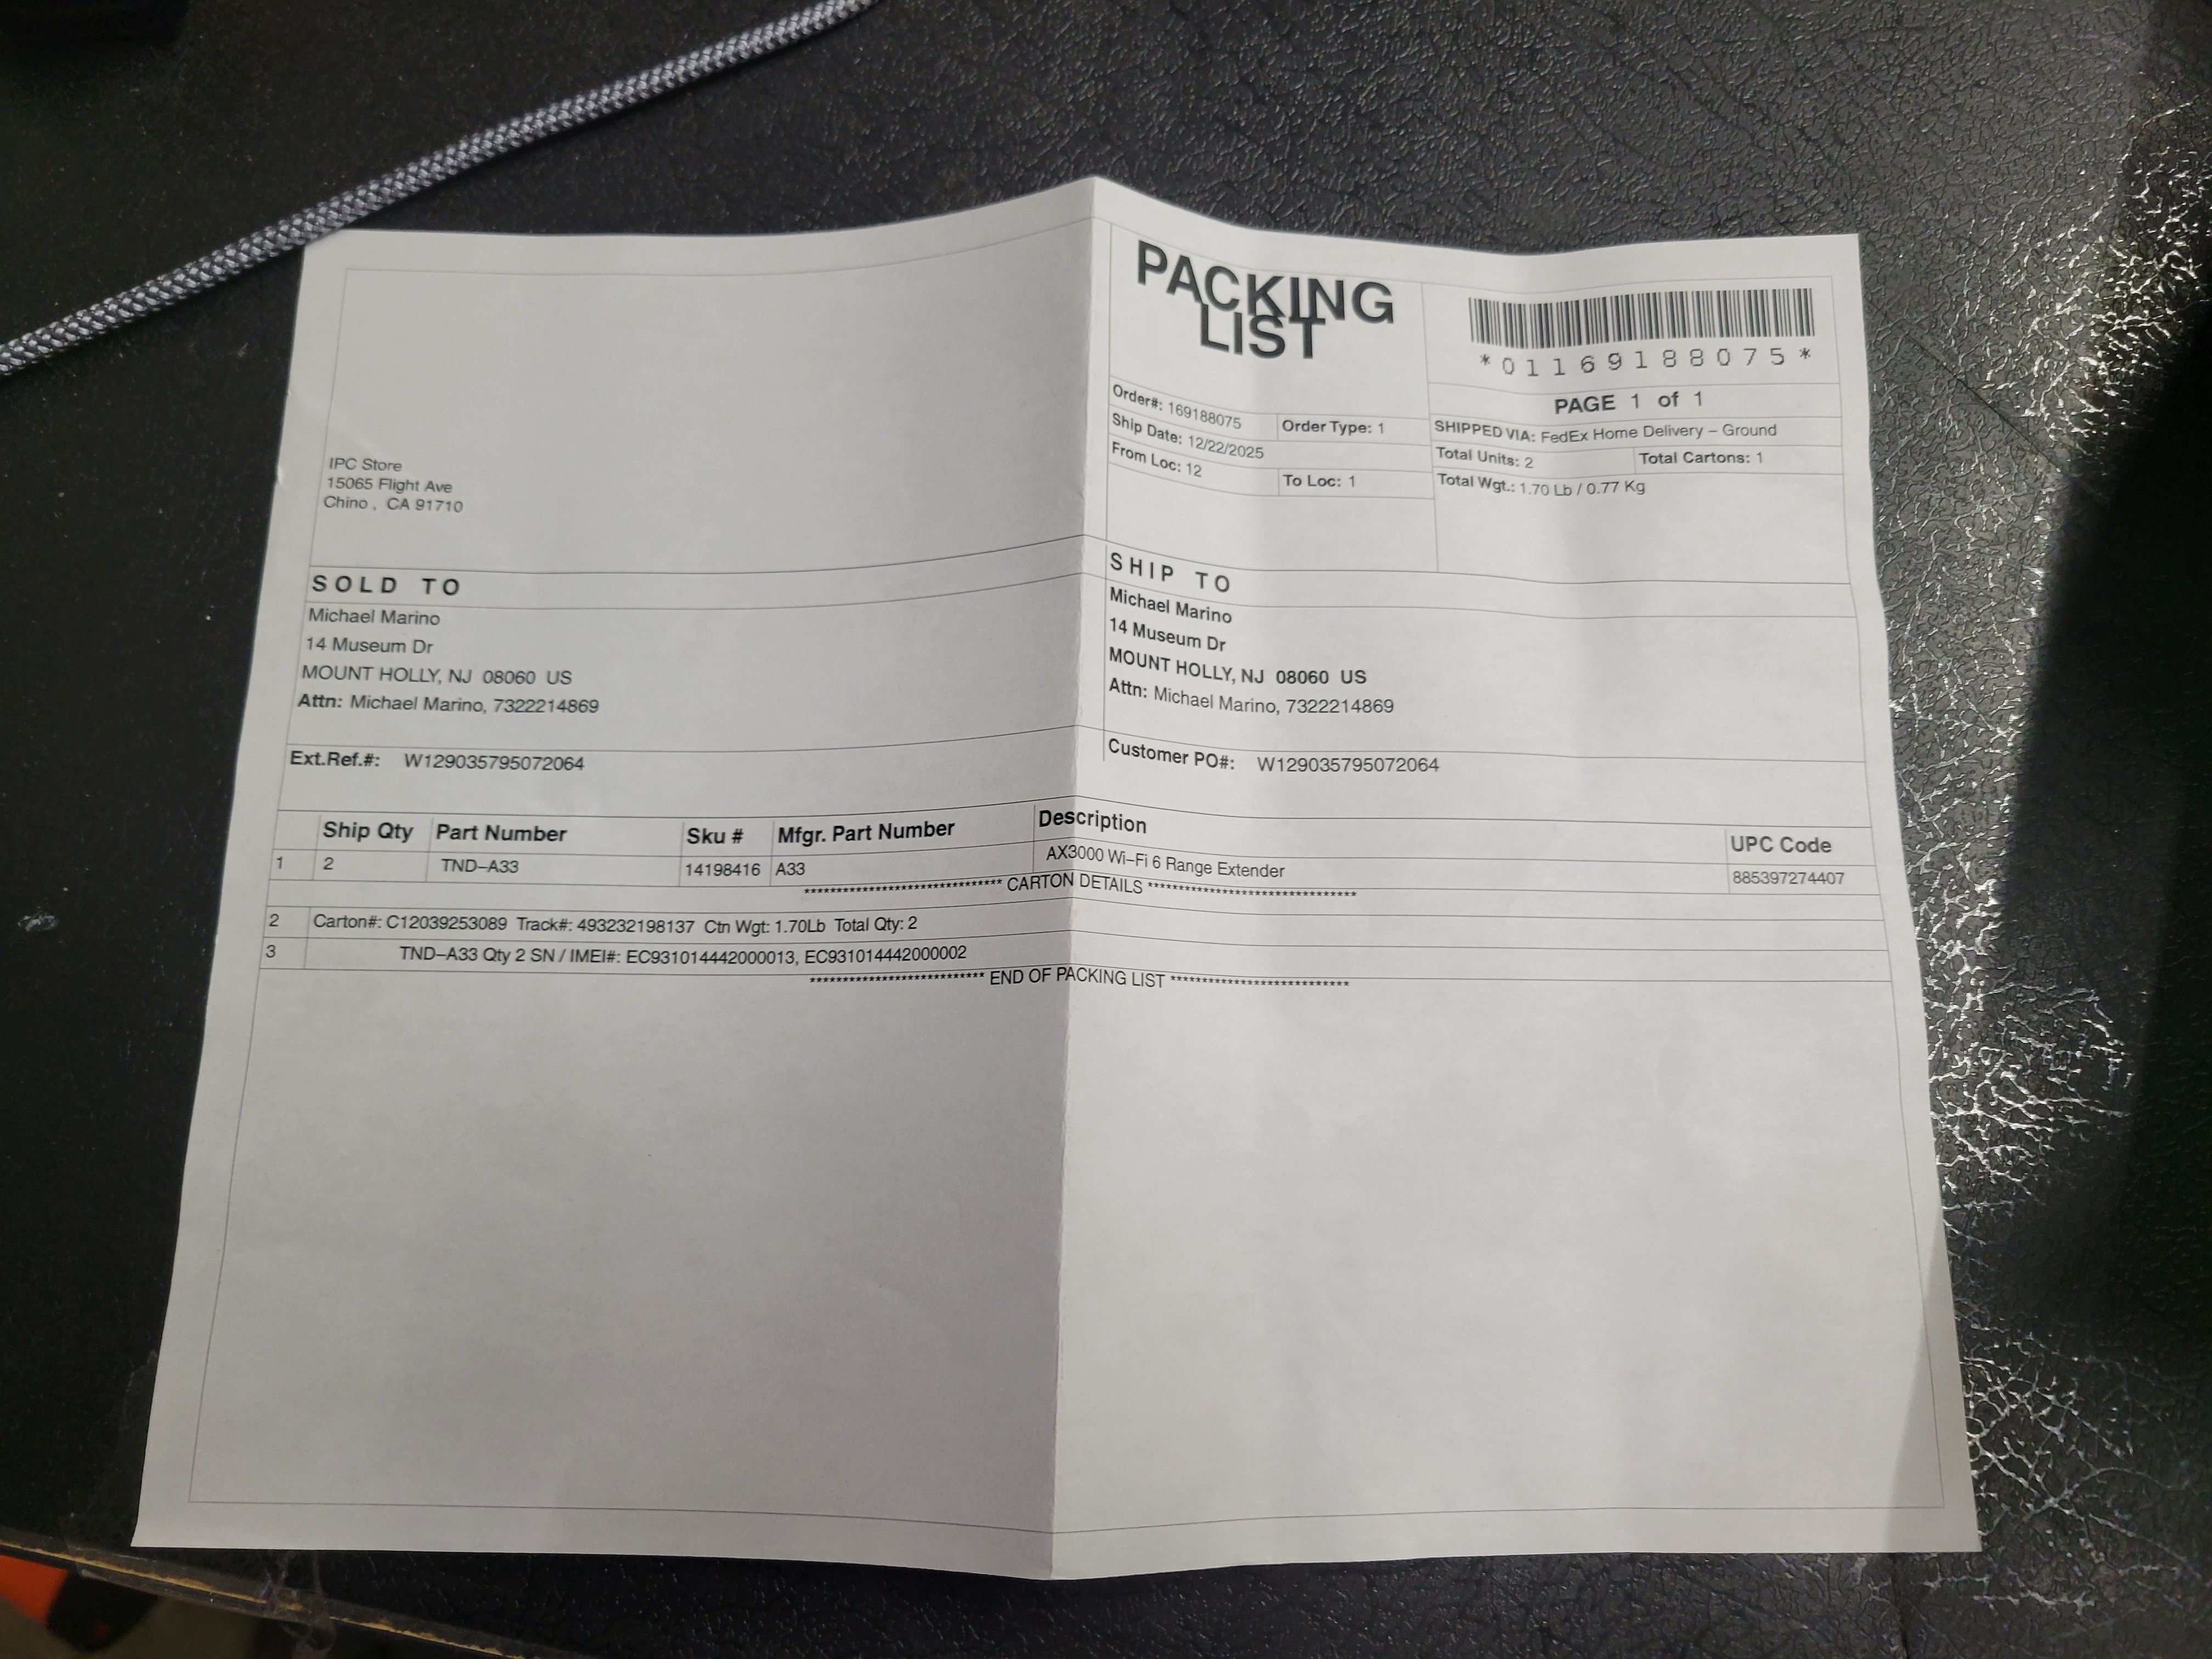 PACKING
LIST
*01169188075*
PAGE 1 of 1
Order#: 169188075
Order Type: 1
SHIPPED VIA: FedEx Home Delivery – Ground
Ship Date: 12/22/2025
Total Units: 2
Total Cartons: 1
From Loc: 12
To Loc: 1
Total Wgt.: 1.70 Lb / 0.77 Kg
IPC Store
15065 Flight Ave
Chino , CA 91710
SOLD TO
Michael Marino
14 Museum Dr
MOUNT HOLLY, NJ 08060 US
Attn: Michael Marino, 7322214869
SHIP TO
Michael Marino
14 Museum Dr
MOUNT HOLLY, NJ 08060 US
Attn: Michael Marino, 7322214869
Ext.Ref.#: W129035795072064
Customer PO#: W129035795072064
Ship Qty Part Number Sku # Mfgr. Part Number Description UPC Code
1 2 TND–A33 14198416 A33 AX3000 Wi–Fi 6 Range Extender 885397274407
****************************** CARTON DETAILS ******************************
2 Carton#: C12039253089 Track#: 493232198137 Ctn Wgt: 1.70Lb Total Qty: 2
3 TND–A33 Qty 2 SN / IMEI#: EC931014442000013, EC931014442000002
*************************** END OF PACKING LIST ***************************